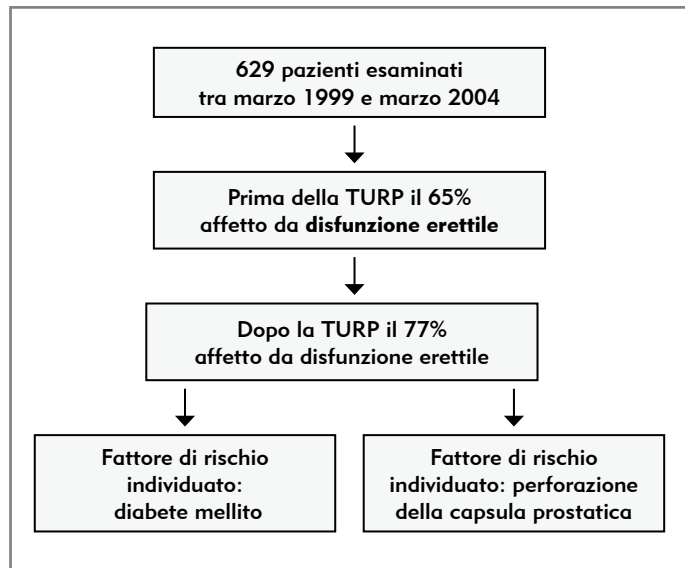 629 pazienti esaminati
tra marzo 1999 e marzo 2004
Prima della TURP il 65%
affetto da disfunzione erettile
Dopo la TURP il 77%
affetto da disfunzione erettile
Fattore di rischio
individuato:
diabete mellito
Fattore di rischio
individuato: perforazione
della capsula prostatica